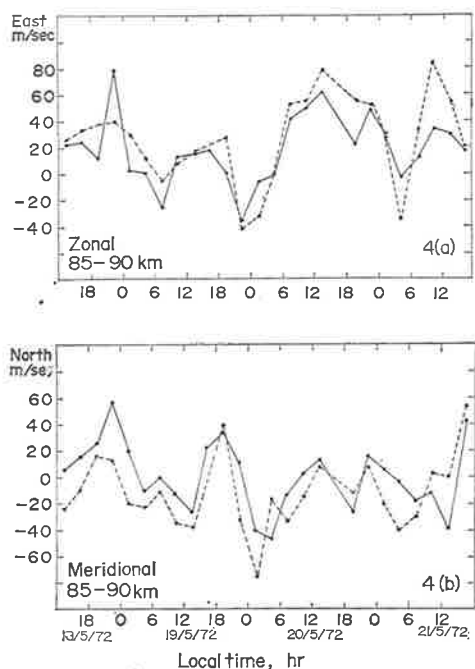 East
m/sec
80
60
40
20
0
-20
-40
Zonal
85-90 km
4(a)
18 0 6 12 18 0 6 12 18 0 6 12
North
m/sec,
60
40
20
0
-20
-40
-60
Meridional
85-90 km
4(b)
18 0 6 12 18 0 6 12 18 0 6 12
13/5/72 19/5/72 20/5/72 21/5/72
Local time, hr